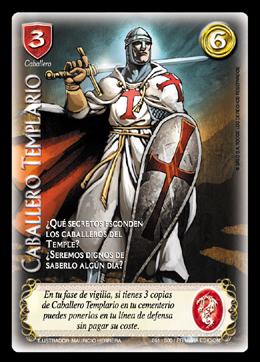 3
6
Caballero
CABALLERO TEMPLARIO
¿QUÉ SECRETOS ESCONDEN
LOS CABALLEROS DEL
TEMPLE?
¿SEREMOS DIGNOS DE
SABERLO ALGÚN DÍA?
En tu fase de vigilia, si tienes 3 copias
de Caballero Templario en tu cementerio
puedes ponerlos en tu línea de defensa
sin pagar su coste.
ILUSTRADOR: MAURICIO HERRERA